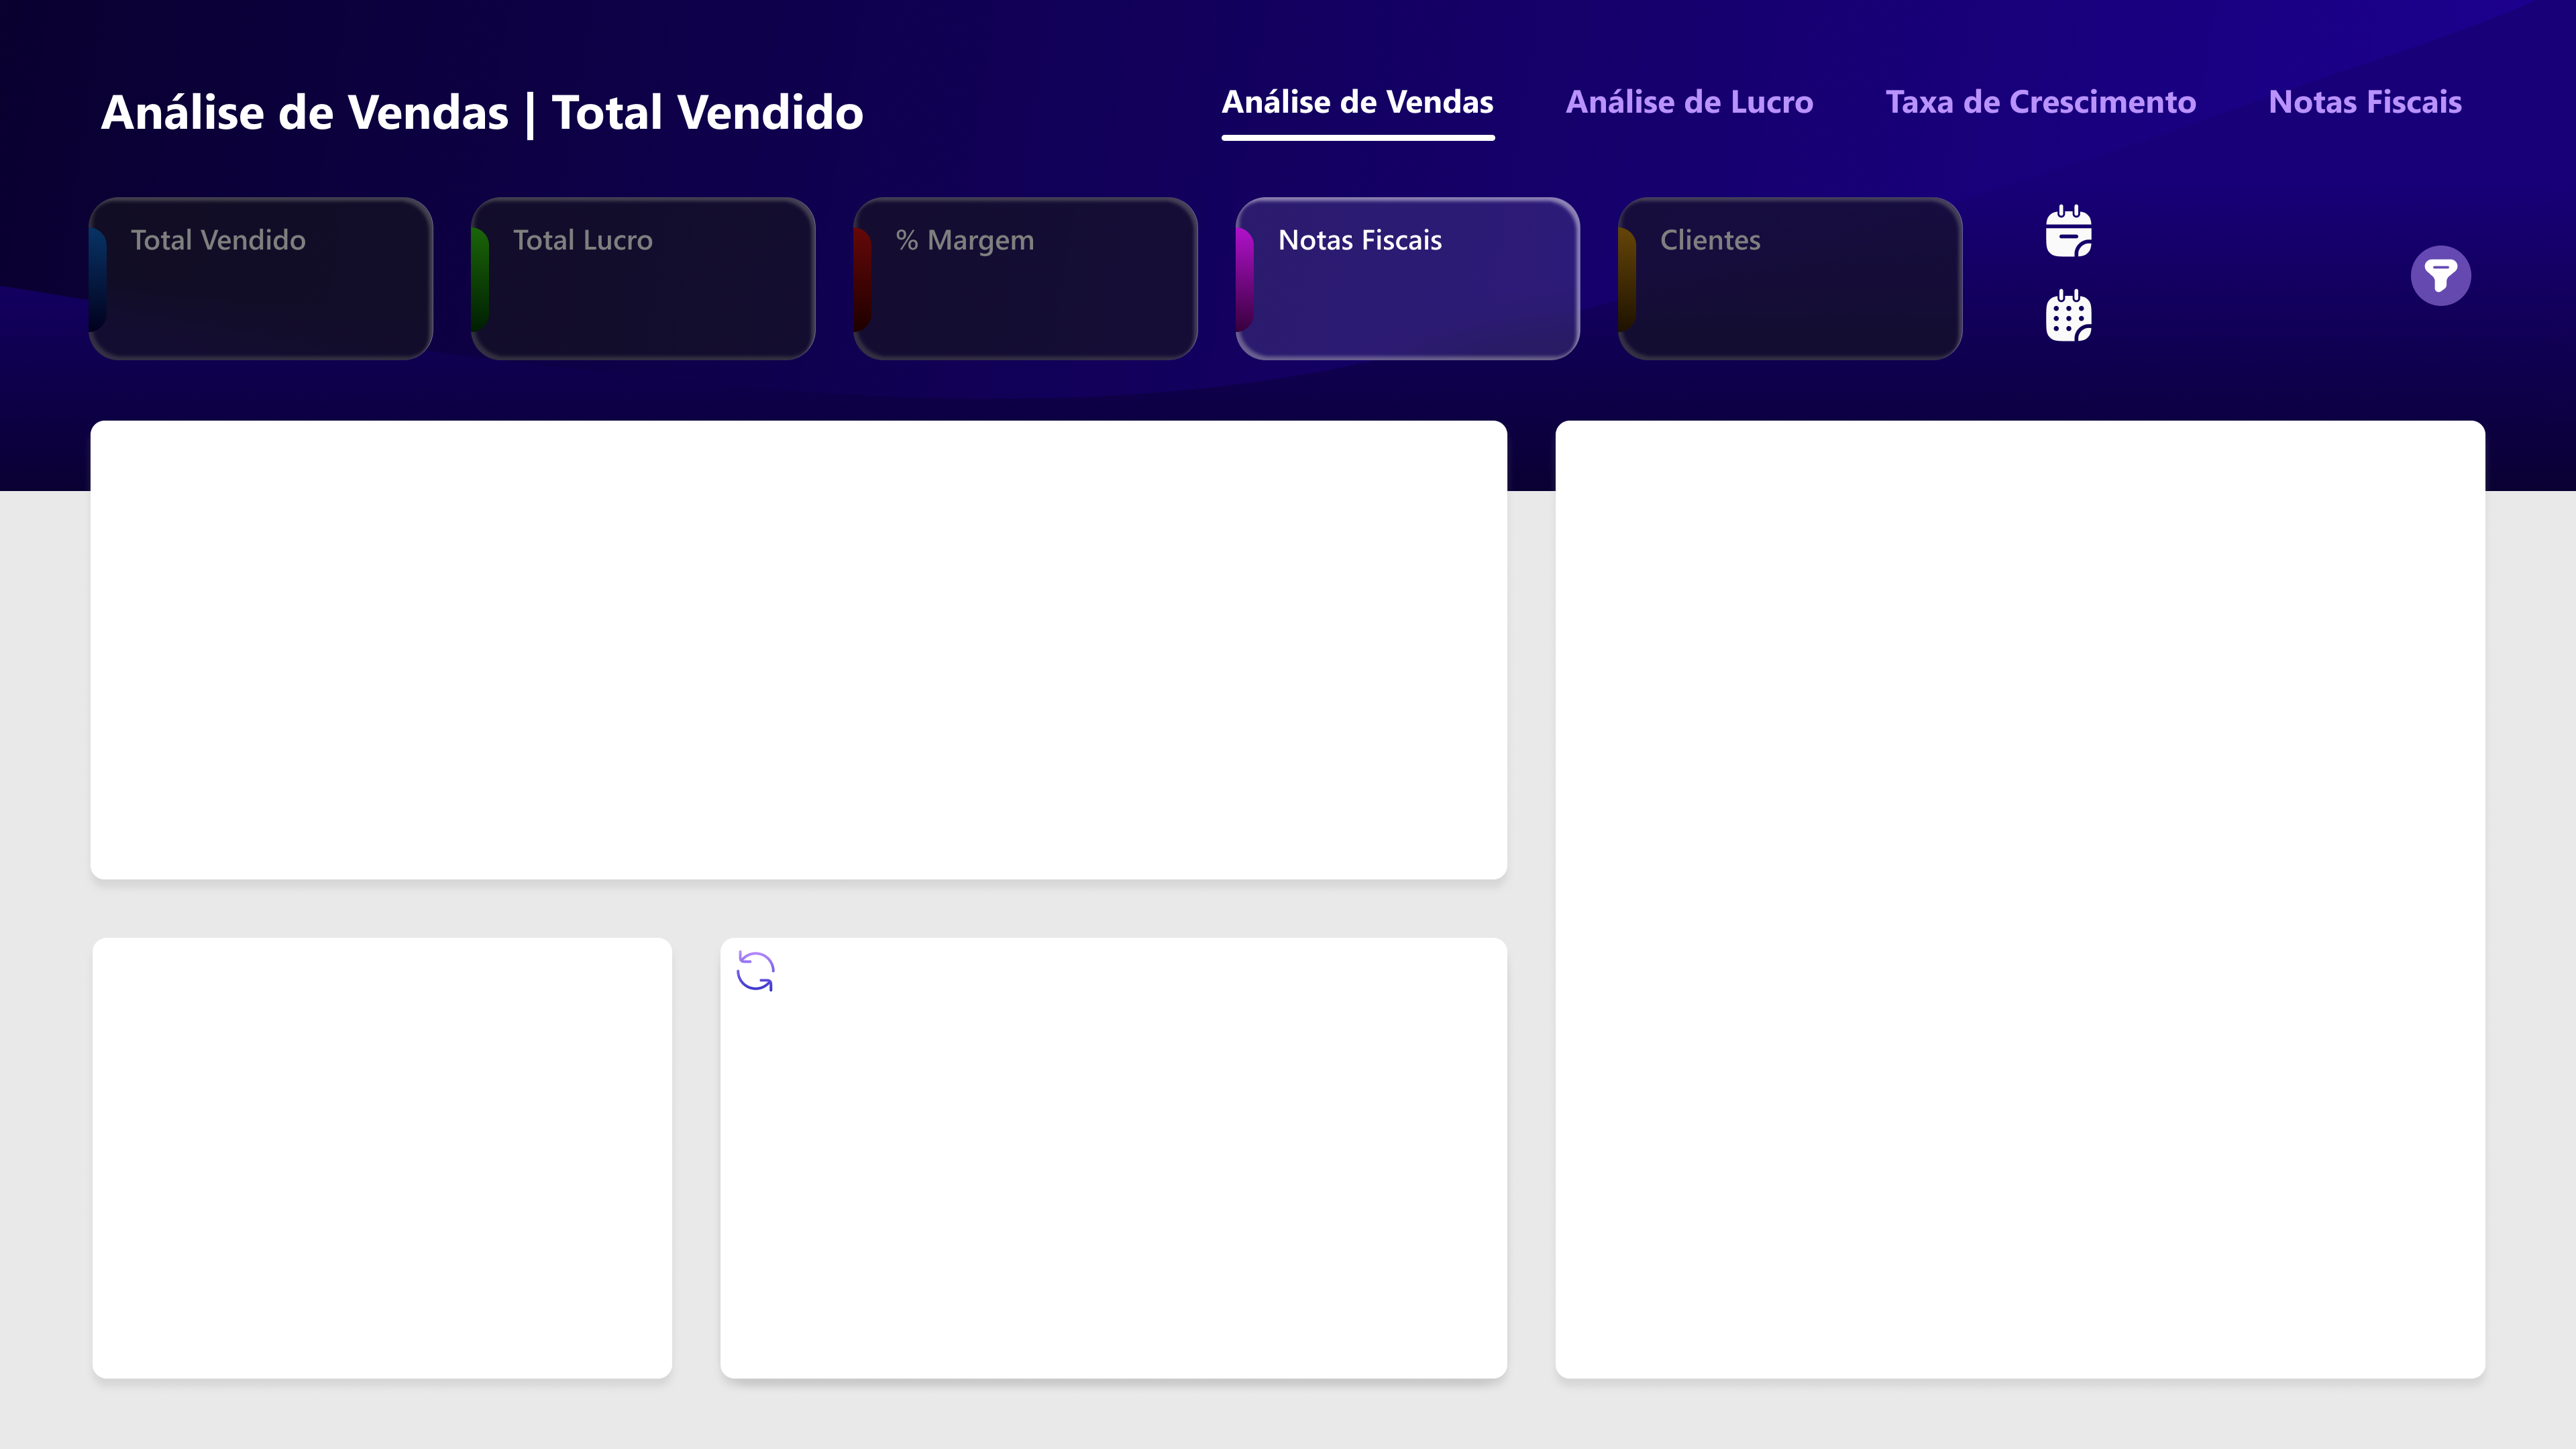 Análise de Vendas | Total Vendido
Análise de Vendas
Análise de Lucro
Taxa de Crescimento
Notas Fiscais
Total Vendido
Total Lucro
% Margem
Notas Fiscais
Clientes